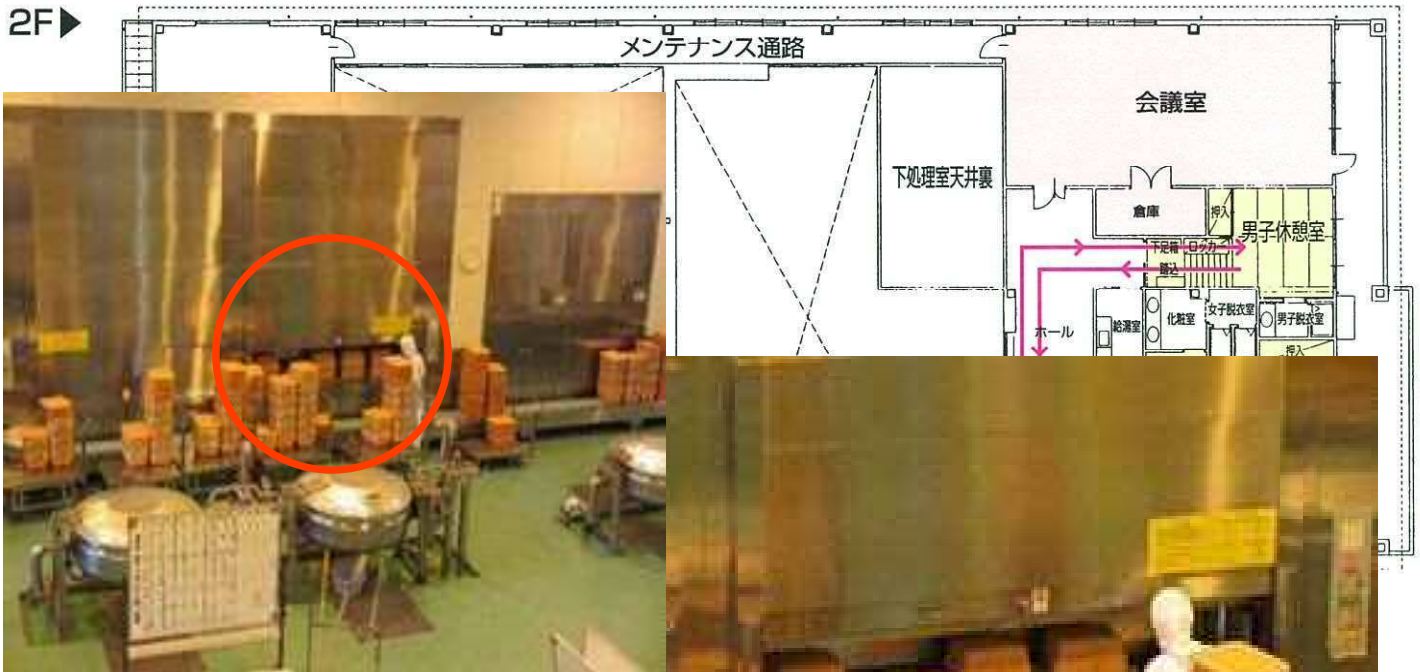 2F▶
メンテナンス通路
会議室
下処理室天井裏
倉庫
押入
男子休憩室
下足箱
ロッカー
踏込
ホール
給湯室
化粧室
女子脱衣室
男子脱衣室
押入